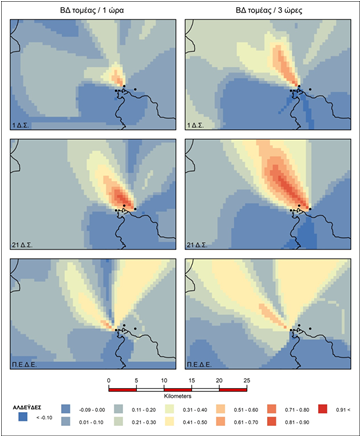 ΒΔ τομέας / 1 ώρα
ΒΔ τομέας / 3 ώρες
1 Δ.Σ.
1 Δ.Σ.
21 Δ.Σ.
21 Δ.Σ.
Π.Ε.Δ.Ε.
Π.Ε.Δ.Ε.
0 5 10 15 20 25
Kilometers
ΑΛΔΕΥΔΕΣ
< -0.10
-0.09 - 0.00 0.11 - 0.20 0.31 - 0.40 0.51 - 0.60 0.71 - 0.80 0.91 <
0.01 - 0.10 0.21 - 0.30 0.41 - 0.50 0.61 - 0.70 0.81 - 0.90